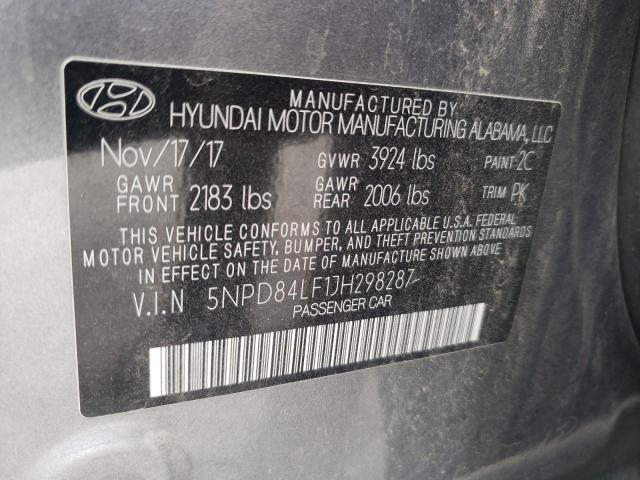 MANUFACTURED BY
HYUNDAI MOTOR MANUFACTURING ALABAMA, LLC
Nov/17/17 GVWR 3924 lbs PAINT 2C
GAWR FRONT 2183 lbs GAWR REAR 2006 lbs TRIM PK
THIS VEHICLE CONFORMS TO ALL APPLICABLE U.S.A. FEDERAL
MOTOR VEHICLE SAFETY, BUMPER, AND THEFT PREVENTION STANDARDS
IN EFFECT ON THE DATE OF MANUFACTURE SHOWN ABOVE
V.I.N 5NPD84LF1JH298287
PASSENGER CAR